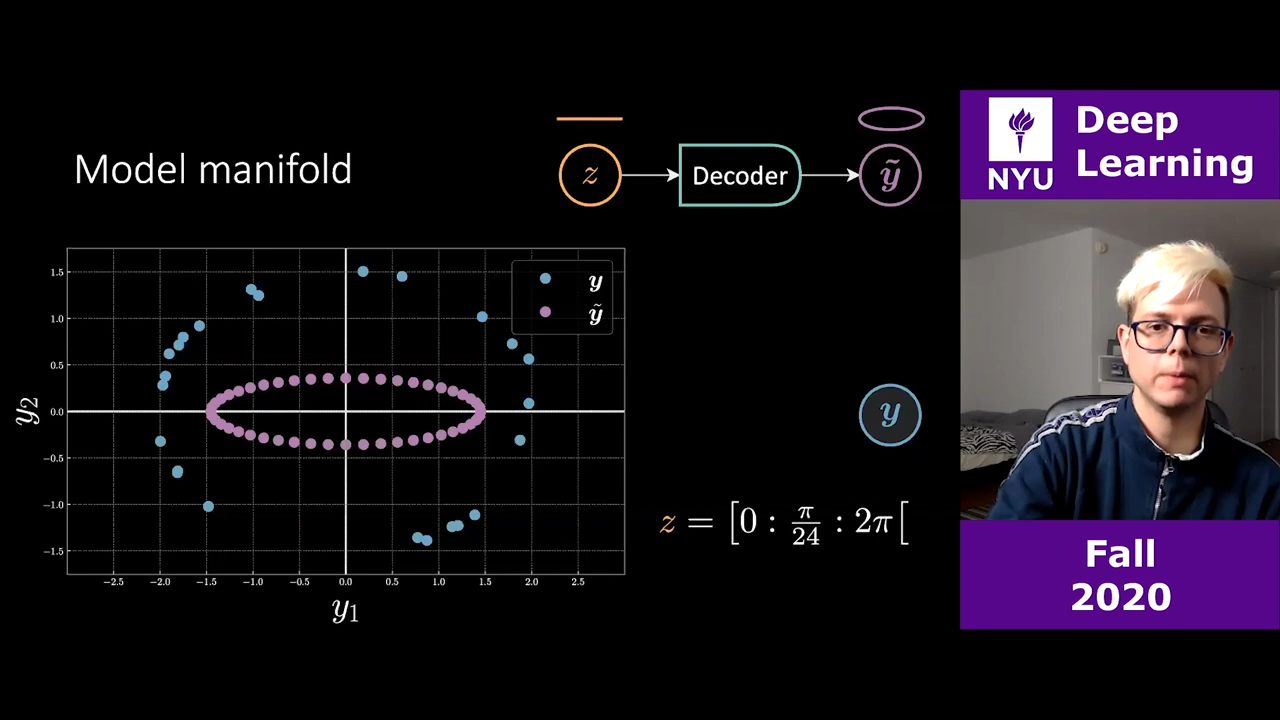 Model manifold
z
Decoder
ỹ
y
ỹ
1.5
1.0
0.5
0.0
−0.5
−1.0
−1.5
y₂
−2.5 −2.0 −1.5 −1.0 −0.5 0.0 0.5 1.0 1.5 2.0 2.5
y₁
y
z = [0 : π/24 : 2π[
NYU
Deep
Learning
Fall
2020